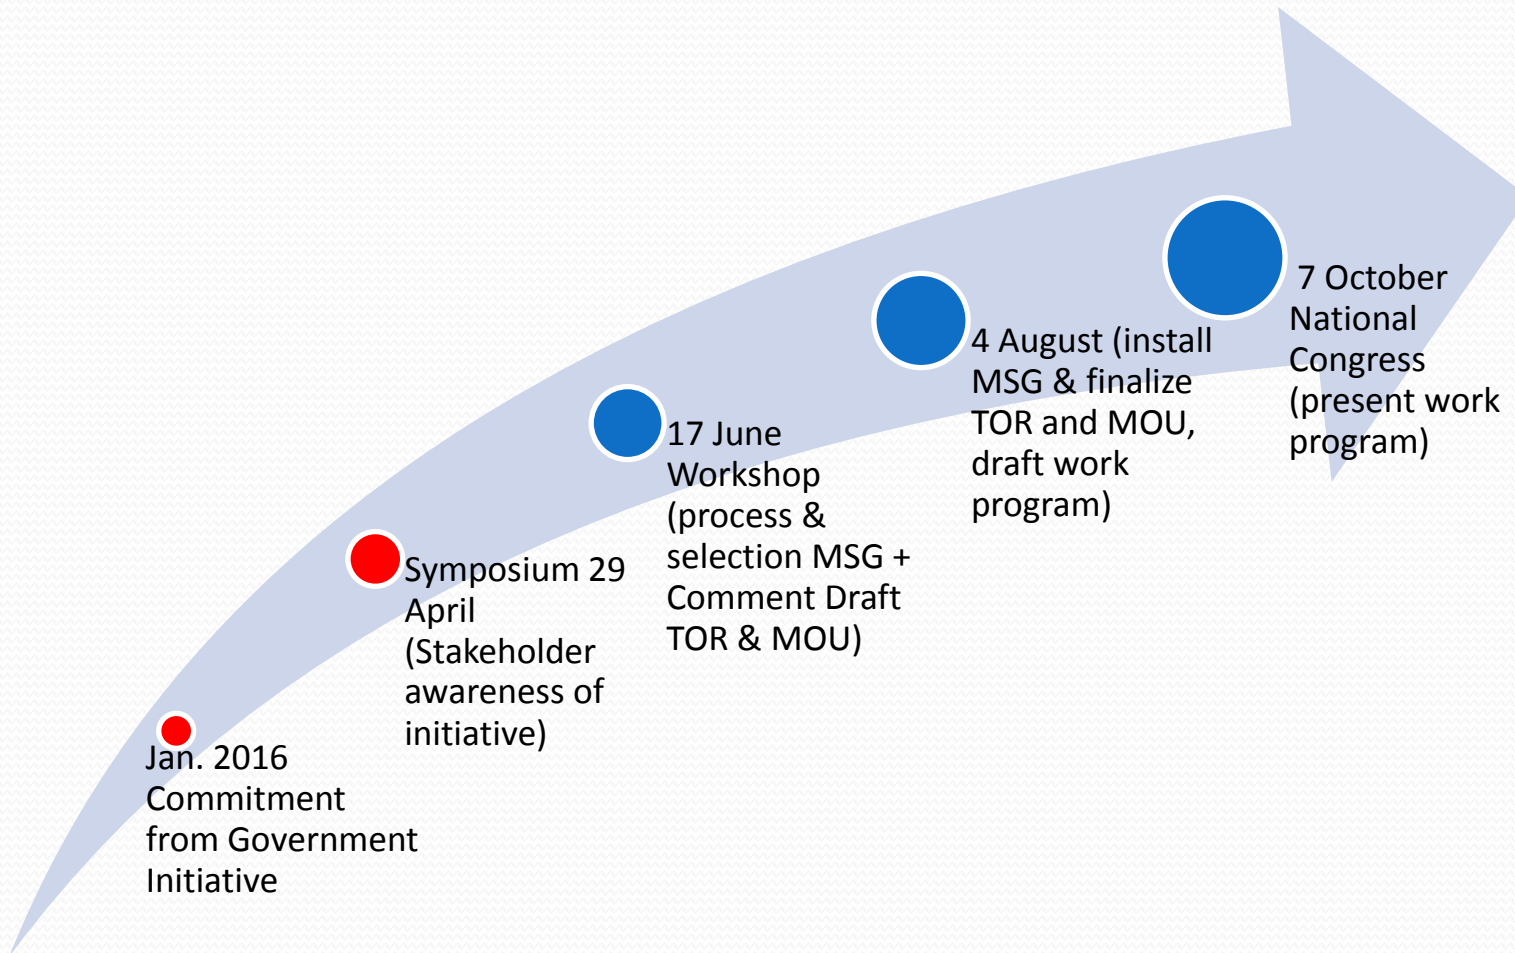 Jan. 2016
Commitment
from Government
Initiative
Symposium 29
April
(Stakeholder
awareness of
initiative)
17 June
Workshop
(process &
selection MSG +
Comment Draft
TOR & MOU)
4 August (install
MSG & finalize
TOR and MOU,
draft work
program)
7 October
National
Congress
(present work
program)